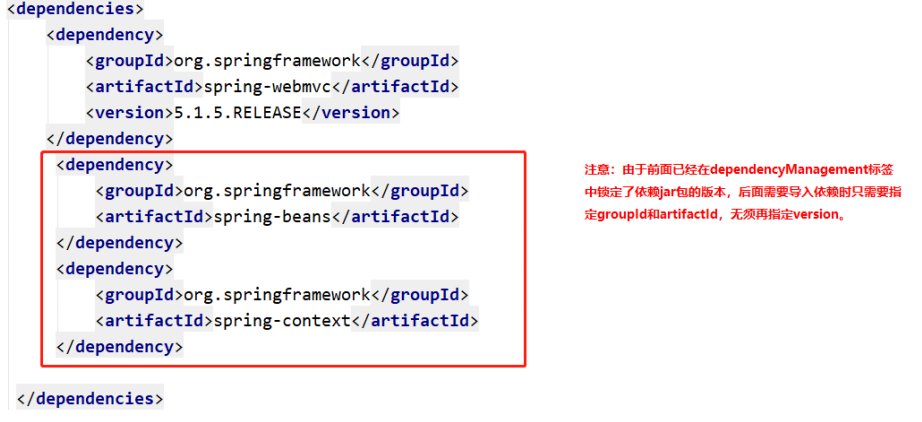 <dependencies>
<dependency>
<groupId>org.springframework</groupId>
<artifactId>spring-webmvc</artifactId>
<version>5.1.5.RELEASE</version>
</dependency>
<dependency>
<groupId>org.springframework</groupId>
<artifactId>spring-beans</artifactId>
</dependency>
<dependency>
<groupId>org.springframework</groupId>
<artifactId>spring-context</artifactId>
</dependency>
</dependencies>
注意：由于前面已经在dependencyManagement标签
中锁定了依赖jar包的版本，后面需要导入依赖时只需要指
定groupId和artifactId，无须再指定version。